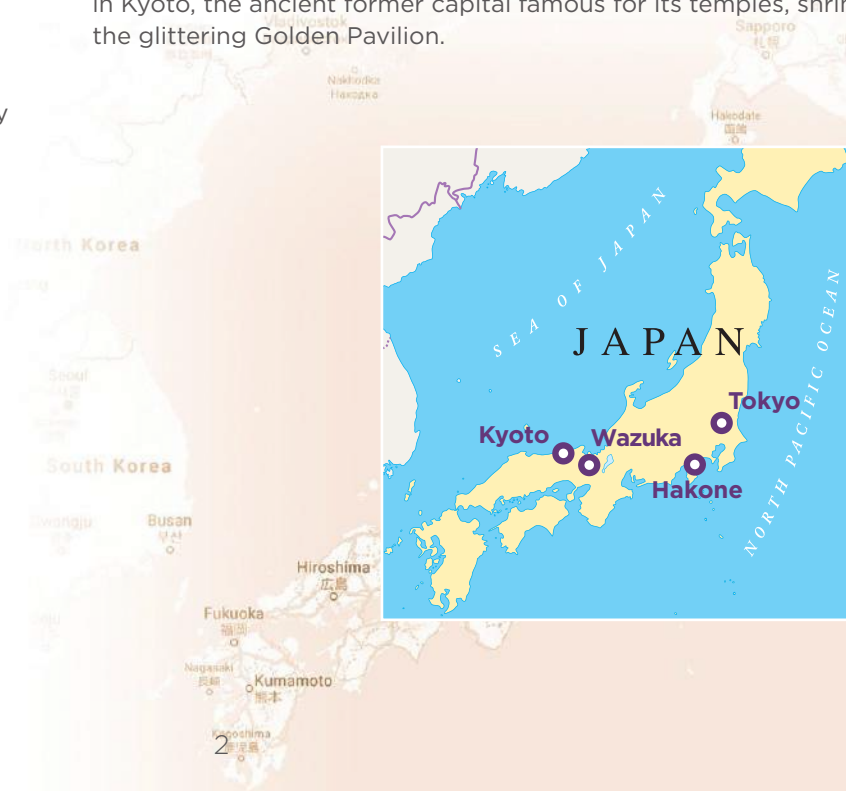 in Kyoto, the ancient former capital famous for its temples, shrin
the glittering Golden Pavilion.
y
Vladivostok
Sapporo
札幌
Nakhodka
Находка
Hakodate
函館
North Korea
SEA OF JAPAN
JAPAN
NORTH PACIFIC OCEAN
Seoul
Tokyo
Kyoto
Wazuka
South Korea
Hakone
Gwangju
Busan
부산
Hiroshima
広島
Fukuoka
福岡
Nagasaki
長崎
Kumamoto
熊本
Kagoshima
鹿児島
2